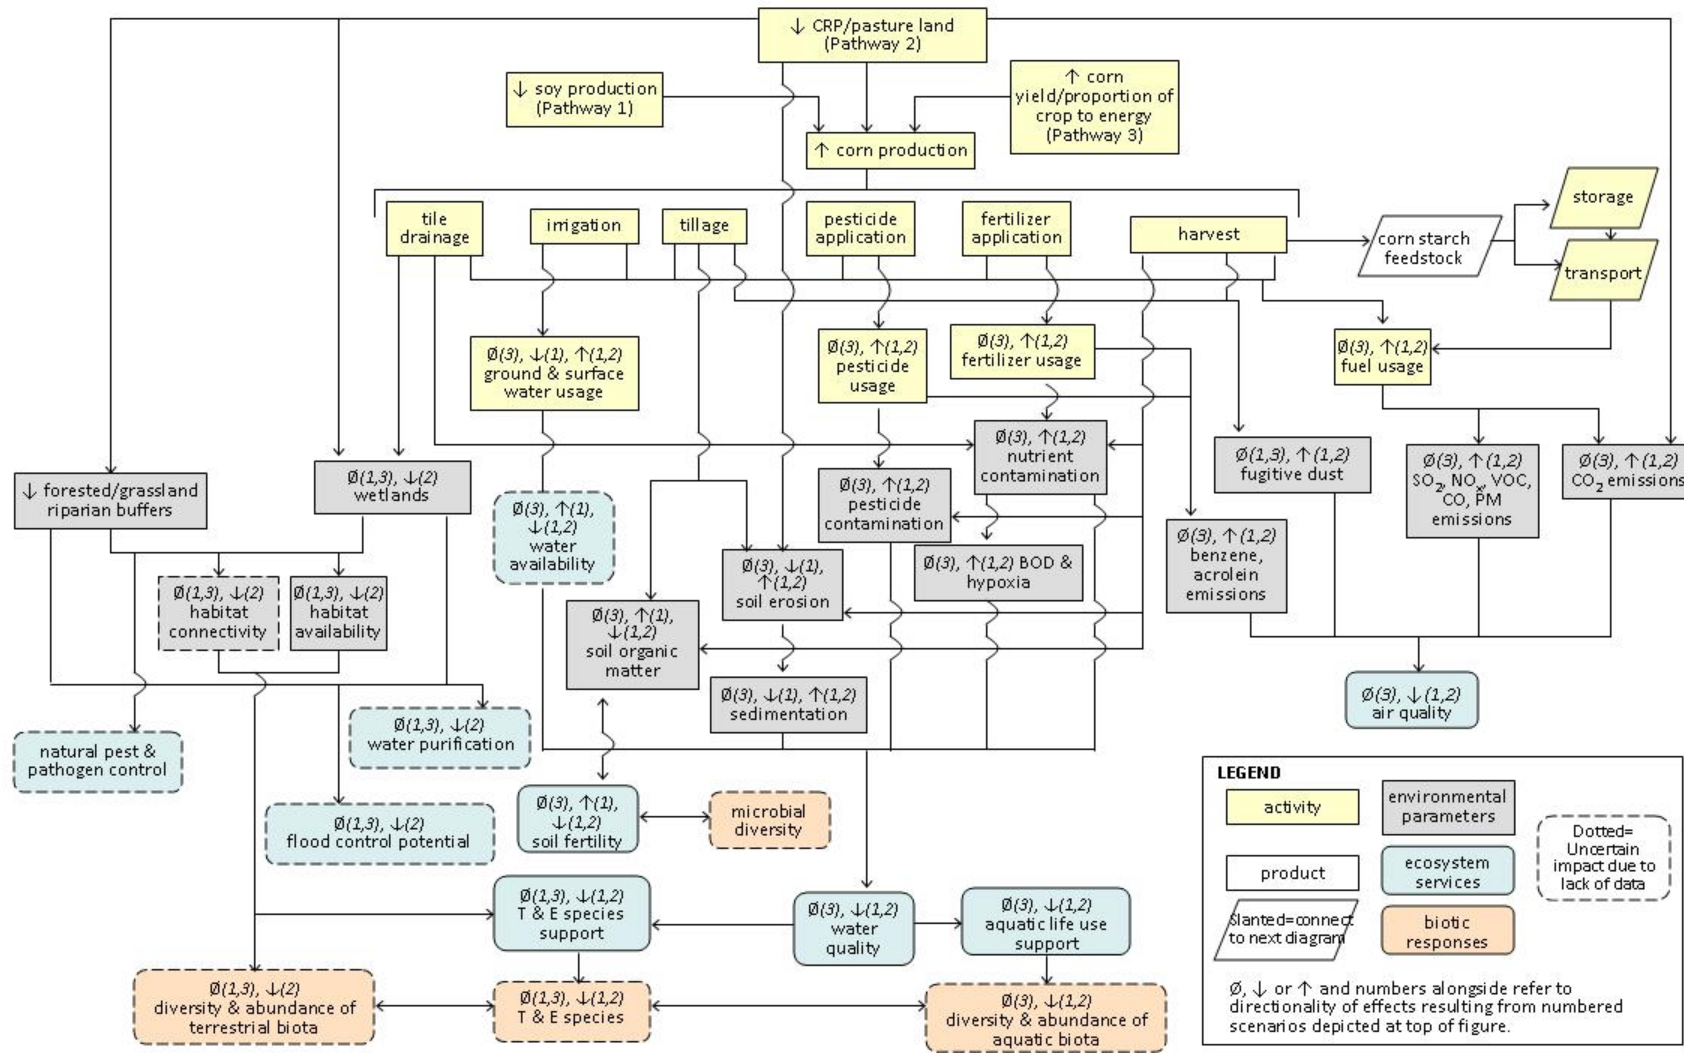 ↓ CRP/pasture land
(Pathway 2)
↓ soy production
(Pathway 1)
↑ corn
yield/proportion of
crop to energy
(Pathway 3)
↑ corn production
tile
drainage
irrigation
tillage
pesticide
application
fertilizer
application
harvest
corn starch
feedstock
storage
transport
Ø(3), ↓(1), ↑(1,2)
ground & surface
water usage
Ø(3), ↑(1,2)
pesticide
usage
Ø(3), ↑(1,2)
fertilizer usage
Ø(3), ↑(1,2)
fuel usage
↓ forested/grassland
riparian buffers
Ø(1,3), ↓(2)
wetlands
Ø(3), ↑(1),
↓(1,2)
water
availability
Ø(3), ↑(1,2)
pesticide
contamination
Ø(3), ↑(1,2)
nutrient
contamination
Ø(1,3), ↑(1,2)
fugitive dust
Ø(3), ↑(1,2)
SO2, NOx, VOC,
CO, PM
emissions
Ø(3), ↑(1,2)
CO2 emissions
Ø(1,3), ↓(2)
habitat
connectivity
Ø(1,3), ↓(2)
habitat
availability
Ø(3), ↓(1),
↑(1,2)
soil erosion
Ø(3), ↑(1,2) BOD &
hypoxia
Ø(3), ↑(1,2)
benzene,
acrolein
emissions
Ø(3), ↑(1),
↓(1,2)
soil organic
matter
Ø(3), ↓(1), ↑(1,2)
sedimentation
Ø(3), ↓(1,2)
air quality
natural pest &
pathogen control
Ø(1,3), ↓(2)
water purification
Ø(1,3), ↓(2)
flood control potential
Ø(3), ↑(1),
↓(1,2)
soil fertility
microbial
diversity
Ø(1,3), ↓(1,2)
T & E species
support
Ø(3), ↓(1,2)
water
quality
Ø(3), ↓(1,2)
aquatic life use
support
Ø(1,3), ↓(2)
diversity & abundance of
terrestrial biota
Ø(1,3), ↓(1,2)
T & E species
Ø(3), ↓(1,2)
diversity & abundance of
aquatic biota
LEGEND
activity
environmental
parameters
product
ecosystem
services
Slanted=connect
to next diagram
biotic
responses
Dotted=
Uncertain
impact due to
lack of data
Ø, ↓ or ↑ and numbers alongside refer to
directionality of effects resulting from numbered
scenarios depicted at top of figure.